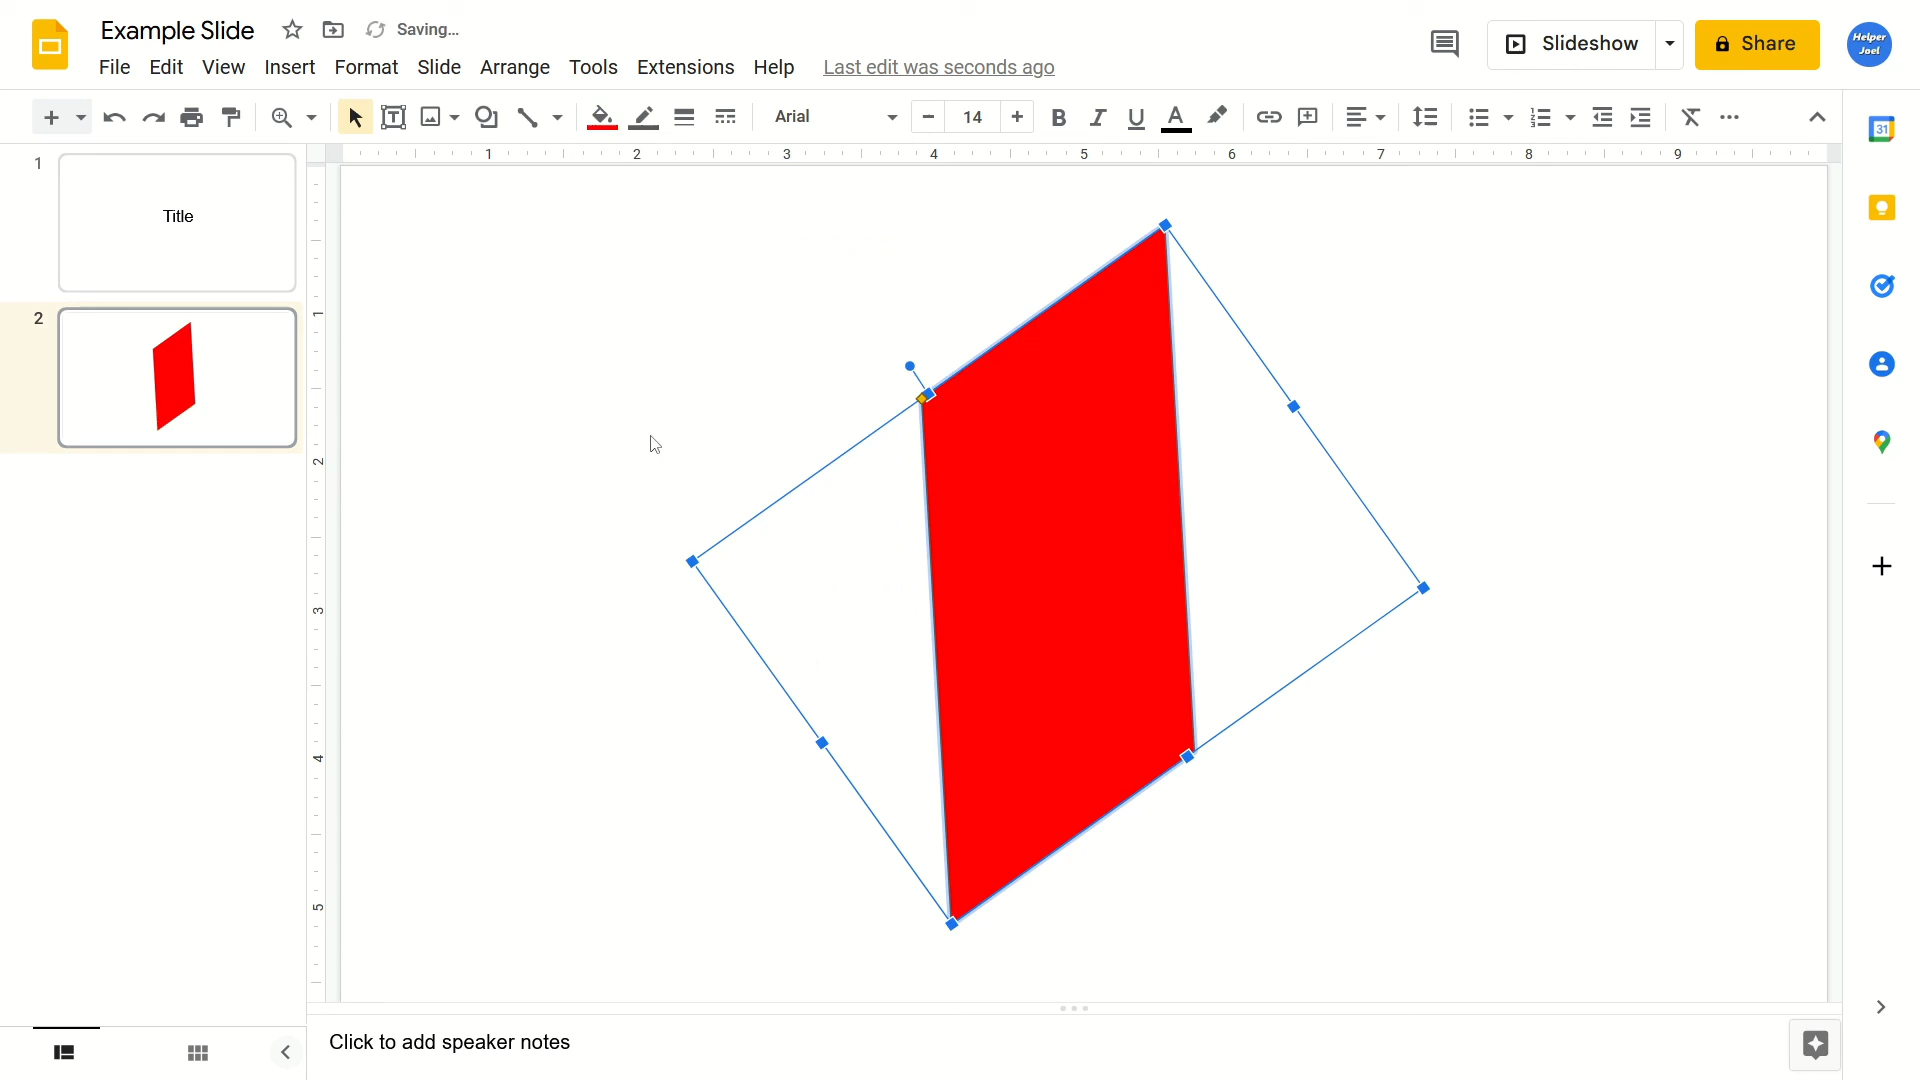 Example Slide Saving...
File Edit View Insert Format Slide Arrange Tools Extensions Help Last edit was seconds ago
Slideshow Share Helper Joel
Arial 14
31
1 2 3 4 5 6 7 8 9
1 Title
2
1
2
3
4
5
Click to add speaker notes